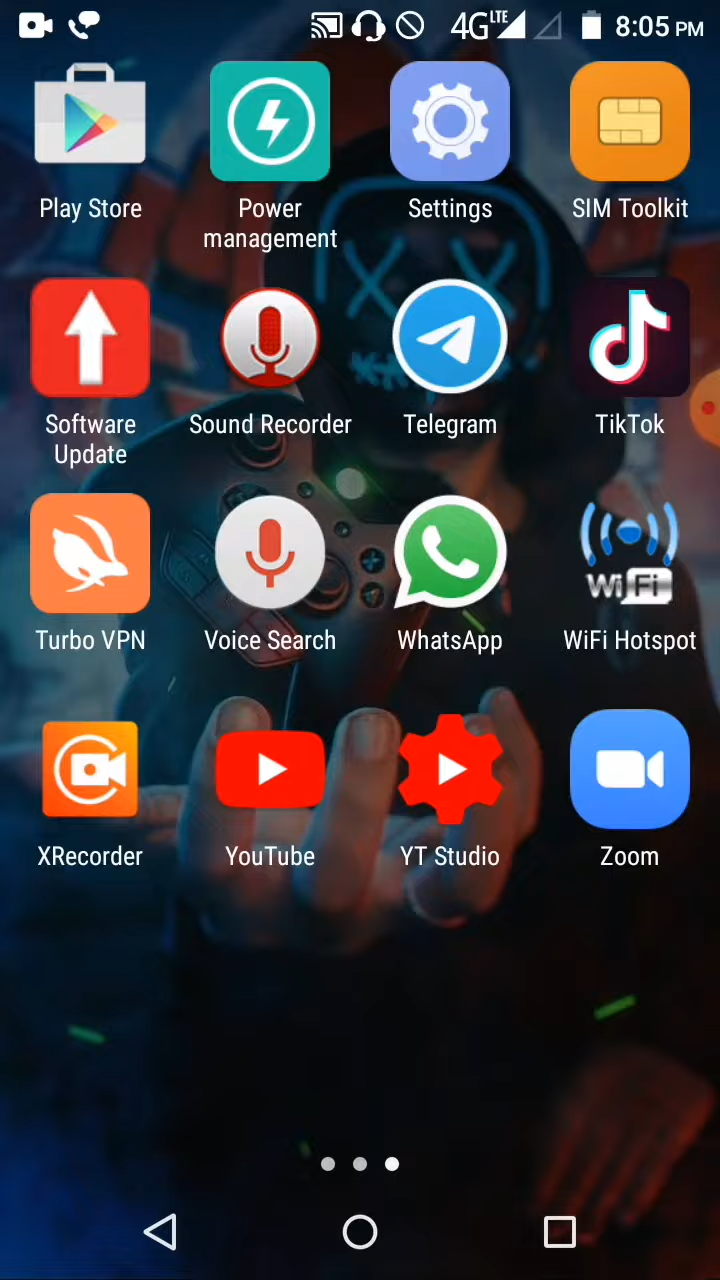 4G LTE 8:05 PM
Play Store
Power
management
Settings
SIM Toolkit
Software
Update
Sound Recorder
Telegram
TikTok
Turbo VPN
Voice Search
WhatsApp
WiFi
WiFi Hotspot
XRecorder
YouTube
YT Studio
Zoom